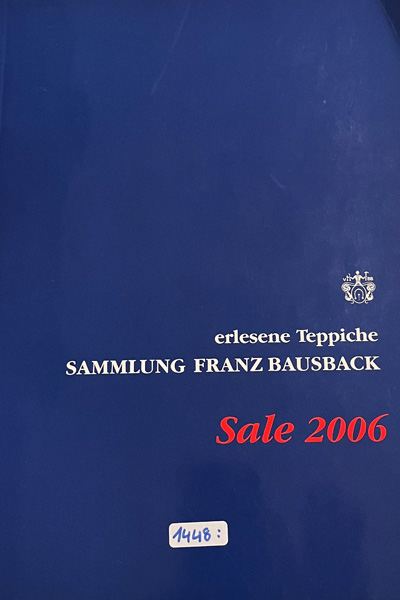 erlesene Teppiche
SAMMLUNG FRANZ BAUSBACK
Sale 2006
1448: